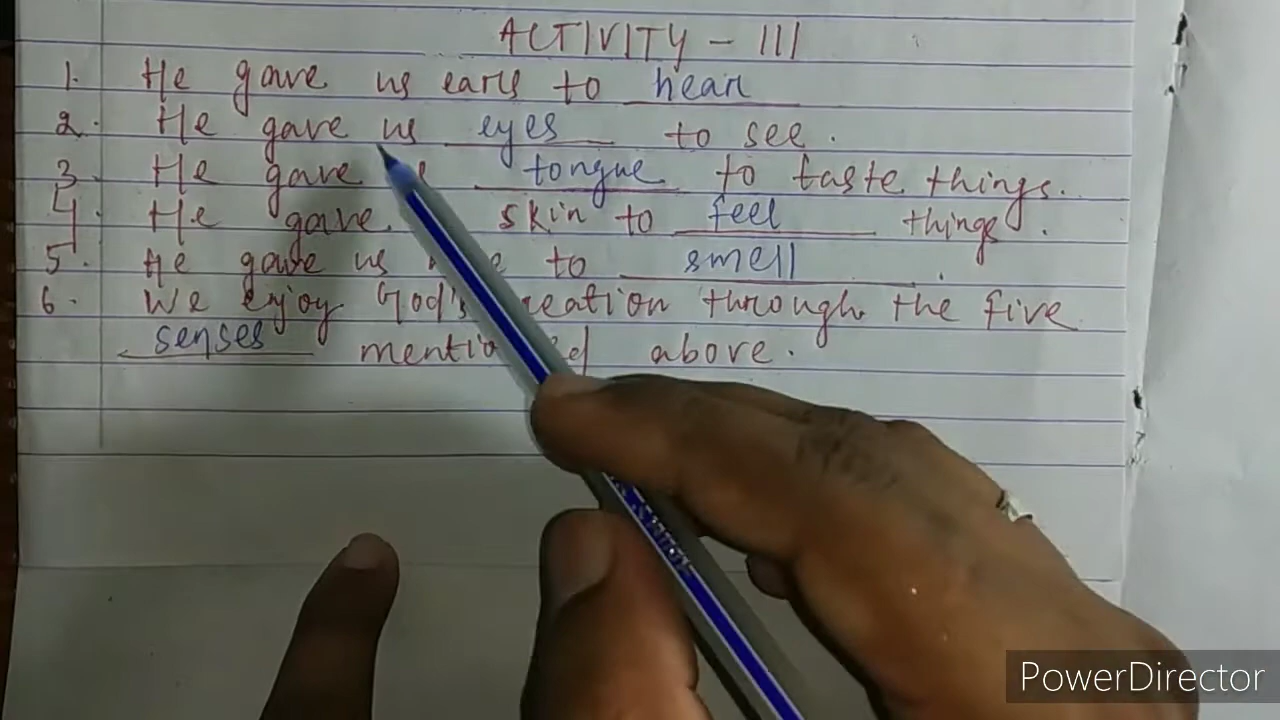 ACTIVITY - III
1. He gave us ears to hear
2. He gave us eyes to see.
3. He gave tongue to taste things.
4. He gave skin to feel things.
5. He gave us to smell.
6. We enjoy God's through the five
senses above.
PowerDirector